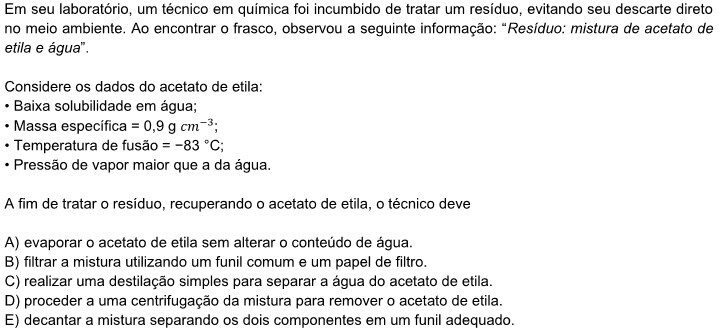 Em seu laboratório, um técnico em química foi incumbido de tratar um resíduo, evitando seu descarte direto
no meio ambiente. Ao encontrar o frasco, observou a seguinte informação: “Resíduo: mistura de acetato de
etila e água”.
Considere os dados do acetato de etila:
• Baixa solubilidade em água;
• Massa específica = 0,9 g cm⁻³;
• Temperatura de fusão = −83 °C;
• Pressão de vapor maior que a da água.
A fim de tratar o resíduo, recuperando o acetato de etila, o técnico deve
A) evaporar o acetato de etila sem alterar o conteúdo de água.
B) filtrar a mistura utilizando um funil comum e um papel de filtro.
C) realizar uma destilação simples para separar a água do acetato de etila.
D) proceder a uma centrifugação da mistura para remover o acetato de etila.
E) decantar a mistura separando os dois componentes em um funil adequado.